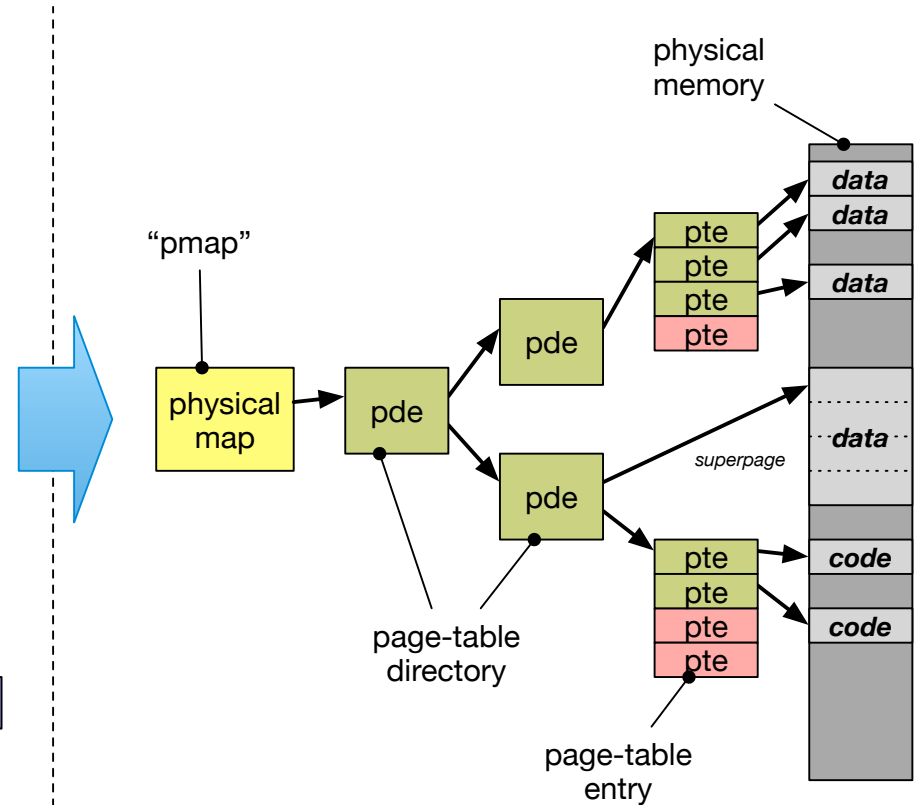 physical
memory
data
data
data
data
code
code
“pmap”
physical
map
pde
pde
pde
pte
pte
pte
pte
superpage
pte
pte
pte
pte
page-table
directory
page-table
entry